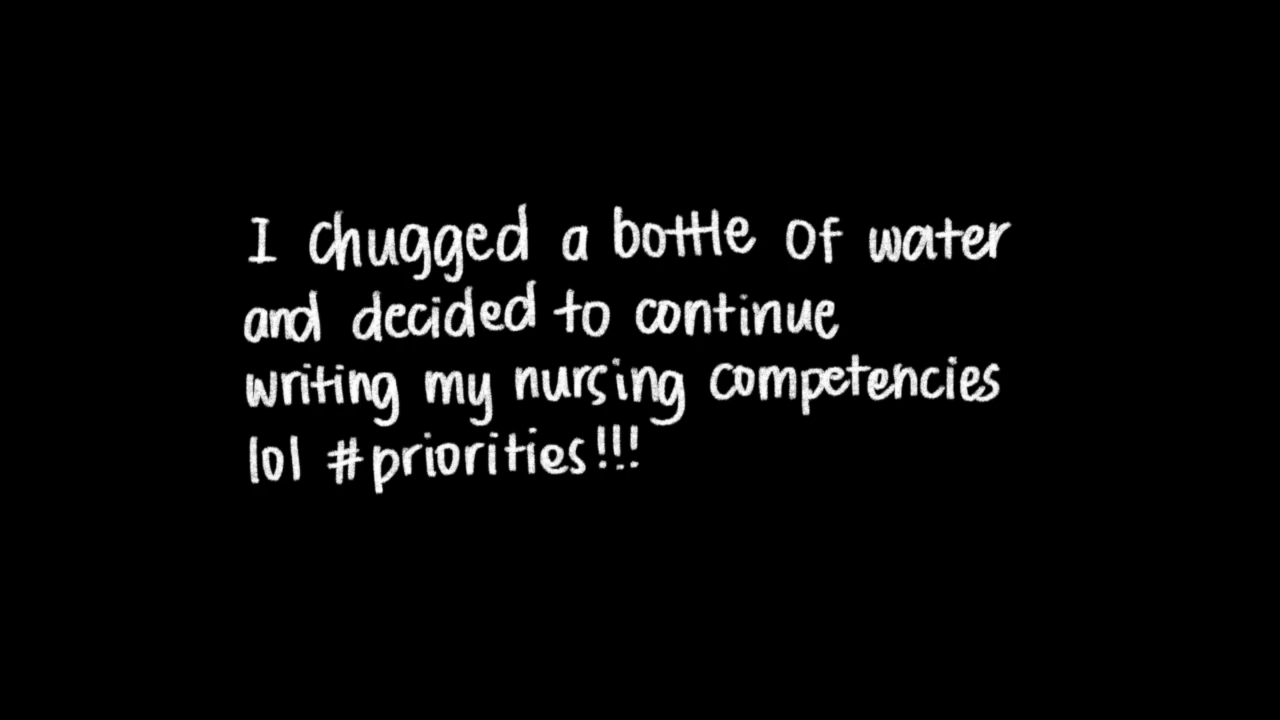 I chugged a bottle of water
and decided to continue
writing my nursing competencies
lol #priorities!!!